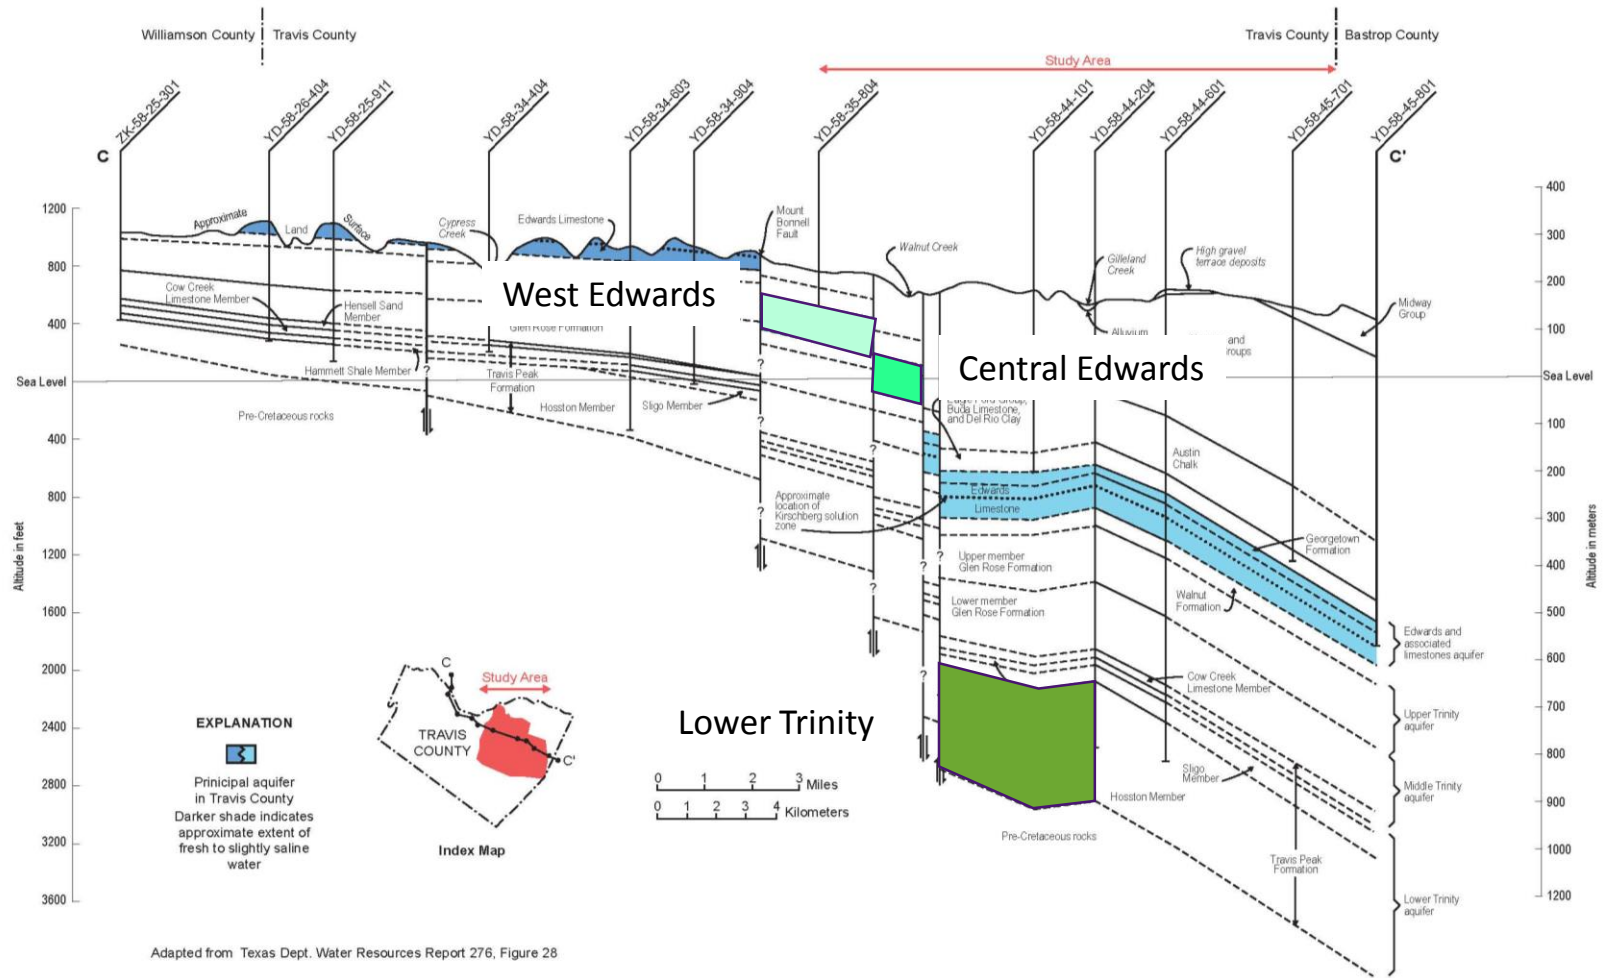 Williamson County
Travis County
Travis County
Bastrop County
Study Area
ZK-58-25-301
YD-58-26-404
YD-58-25-911
YD-58-34-404
YD-58-34-603
YD-58-34-904
YD-58-35-804
YD-58-44-101
YD-58-44-204
YD-58-44-601
YD-58-45-701
YD-58-45-801
C
C'
1200
800
400
Sea Level
400
800
1200
1600
2000
2400
2800
3200
3600
Altitude in feet
400
300
200
100
Sea Level
100
200
300
400
500
600
700
800
900
1000
1200
Altitude in meters
Approximate
Land
Surface
Cypress
Creek
Edwards Limestone
Mount
Bonnell
Fault
Walnut Creek
Gilleland
Creek
High gravel
terrace deposits
Midway
Group
Alluvium
and
roups
West Edwards
Central Edwards
Lower Trinity
Cow Creek
Limestone Member
Hensell Sand
Member
Glen Rose Formation
Hammett Shale Member
?
Travis Peak
Formation
Hosston Member
Sligo Member
Pre-Cretaceous rocks
?
?
?
?
?
?
?
?
Buda Limestone,
and Del Rio Clay
Austin
Chalk
Edwards
Limestone
Approximate
location of
Kirschberg solution
zone
Upper member
Glen Rose Formation
Lower member
Glen Rose Formation
Georgetown
Formation
Walnut
Formation
Cow Creek
Limestone Member
Sligo
Member
Hosston Member
Pre-Cretaceous rocks
Travis Peak
Formation
Edwards and
associated
limestones aquifer
Upper Trinity
aquifer
Middle Trinity
aquifer
Lower Trinity
aquifer
EXPLANATION
Prinicipal aquifer
in Travis County
Darker shade indicates
approximate extent of
fresh to slightly saline
water
C
Study Area
TRAVIS
COUNTY
C'
Index Map
0 1 2 3 Miles
0 1 2 3 4 Kilometers
Adapted from Texas Dept. Water Resources Report 276, Figure 28